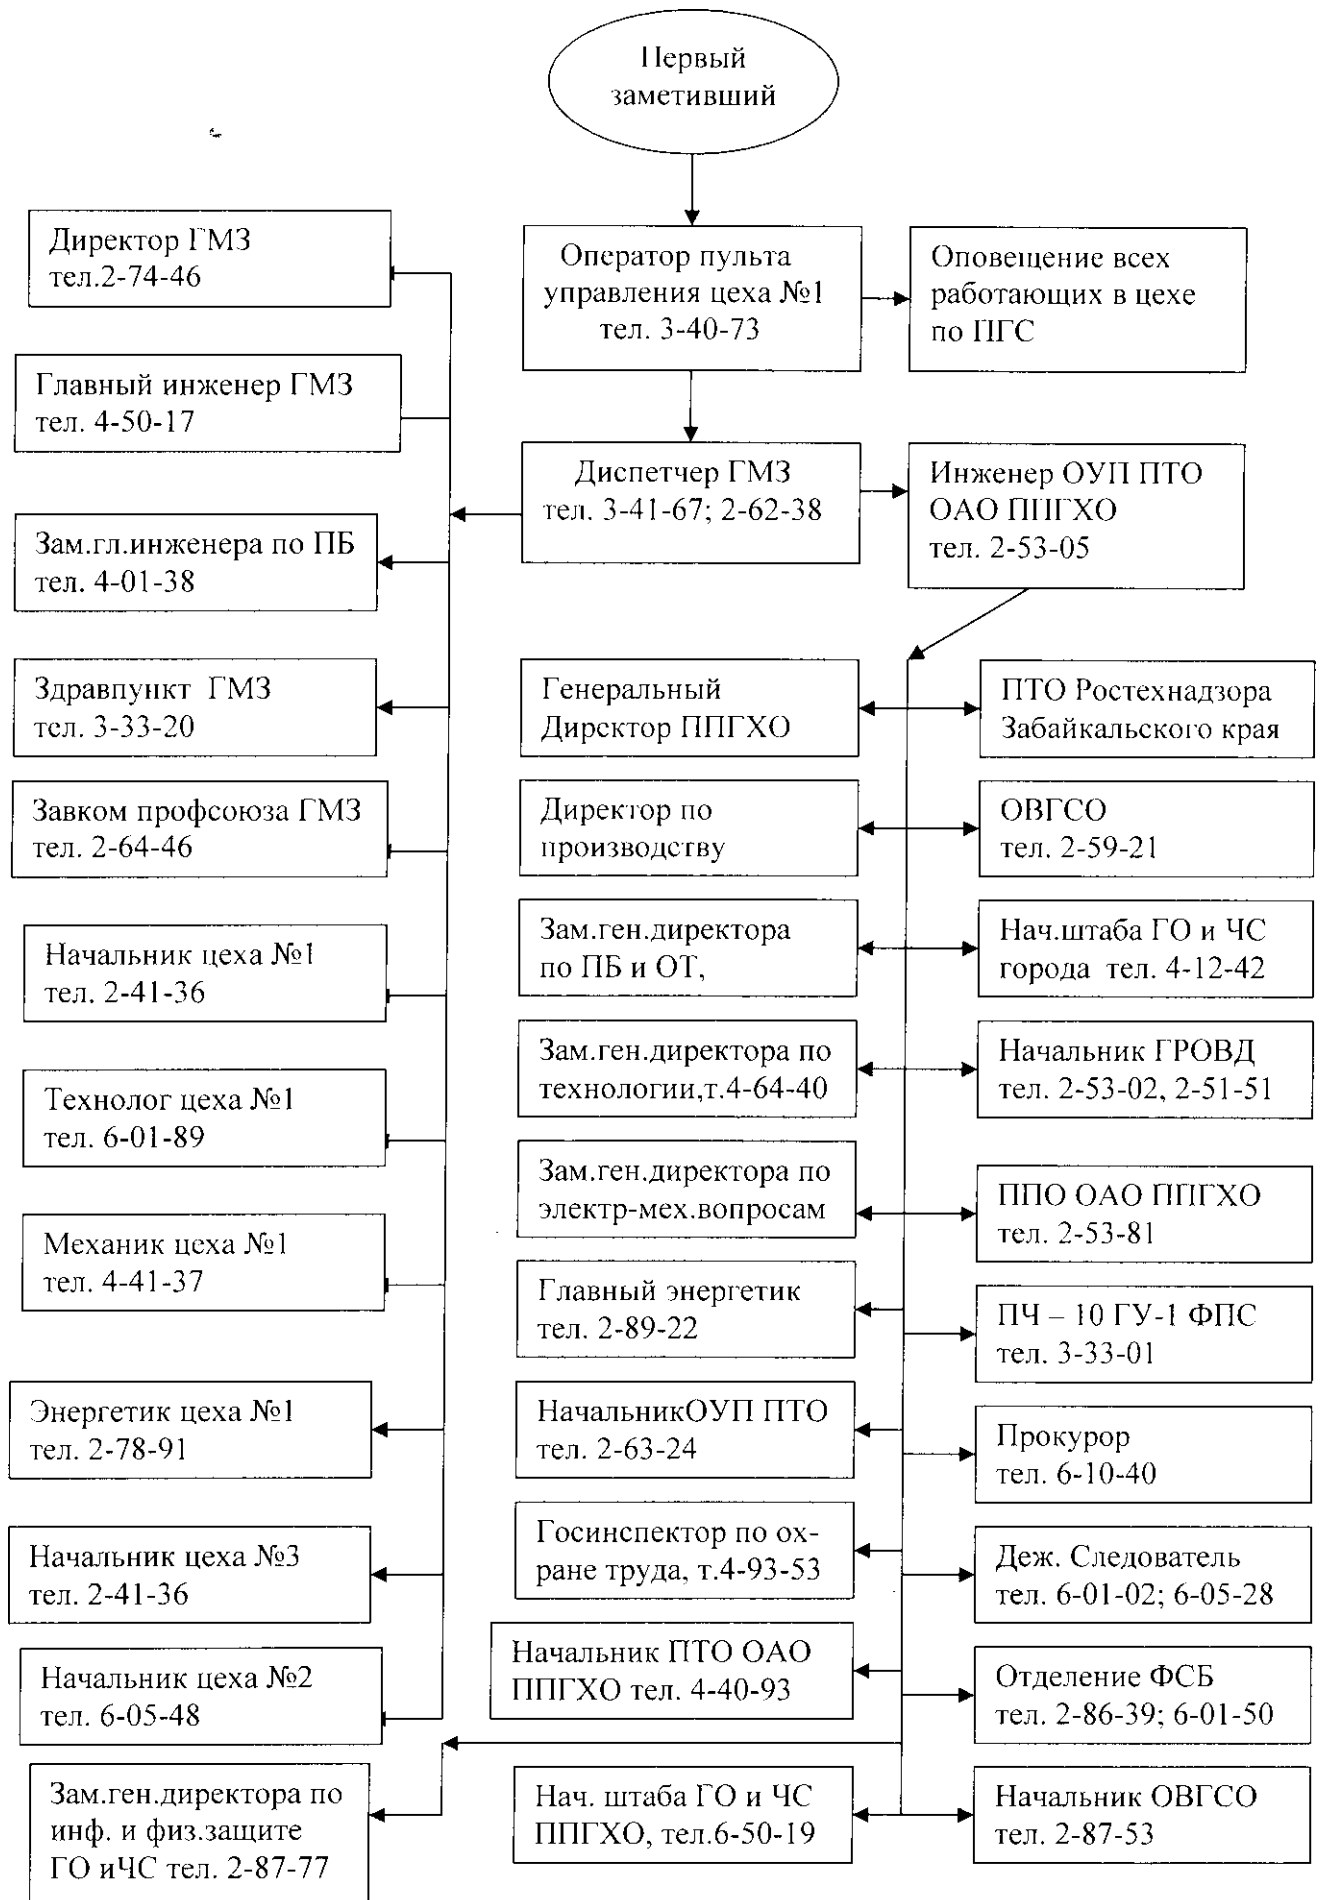 Первый
заметивший
Директор ГМЗ
тел.2-74-46
Оператор пульта
управления цеха №1
тел. 3-40-73
Оповещение всех
работающих в цехе
по ПГС
Главный инженер ГМЗ
тел. 4-50-17
Диспетчер ГМЗ
тел. 3-41-67; 2-62-38
Инженер ОУП ПТО
ОАО ППГХО
тел. 2-53-05
Зам.гл.инженера по ПБ
тел. 4-01-38
Здравпункт ГМЗ
тел. 3-33-20
Завком профсоюза ГМЗ
тел. 2-64-46
Начальник цеха №1
тел. 2-41-36
Технолог цеха №1
тел. 6-01-89
Механик цеха №1
тел. 4-41-37
Энергетик цеха №1
тел. 2-78-91
Начальник цеха №3
тел. 2-41-36
Начальник цеха №2
тел. 6-05-48
Зам.ген.директора по
инф. и физ.защите
ГО иЧС тел. 2-87-77
Генеральный
Директор ППГХО
Директор по
производству
Зам.ген.директора
по ПБ и ОТ,
Зам.ген.директора по
технологии,т.4-64-40
Зам.ген.директора по
электр-мех.вопросам
Главный энергетик
тел. 2-89-22
НачальникОУП ПТО
тел. 2-63-24
Госинспектор по ох-
ране труда, т.4-93-53
Начальник ПТО ОАО
ППГХО тел. 4-40-93
Нач. штаба ГО и ЧС
ППГХО, тел.6-50-19
ПТО Ростехнадзора
Забайкальского края
ОВГСО
тел. 2-59-21
Нач.штаба ГО и ЧС
города тел. 4-12-42
Начальник ГРОВД
тел. 2-53-02, 2-51-51
ППО ОАО ППГХО
тел. 2-53-81
ПЧ – 10 ГУ-1 ФПС
тел. 3-33-01
Прокурор
тел. 6-10-40
Деж. Следователь
тел. 6-01-02; 6-05-28
Отделение ФСБ
тел. 2-86-39; 6-01-50
Начальник ОВГСО
тел. 2-87-53